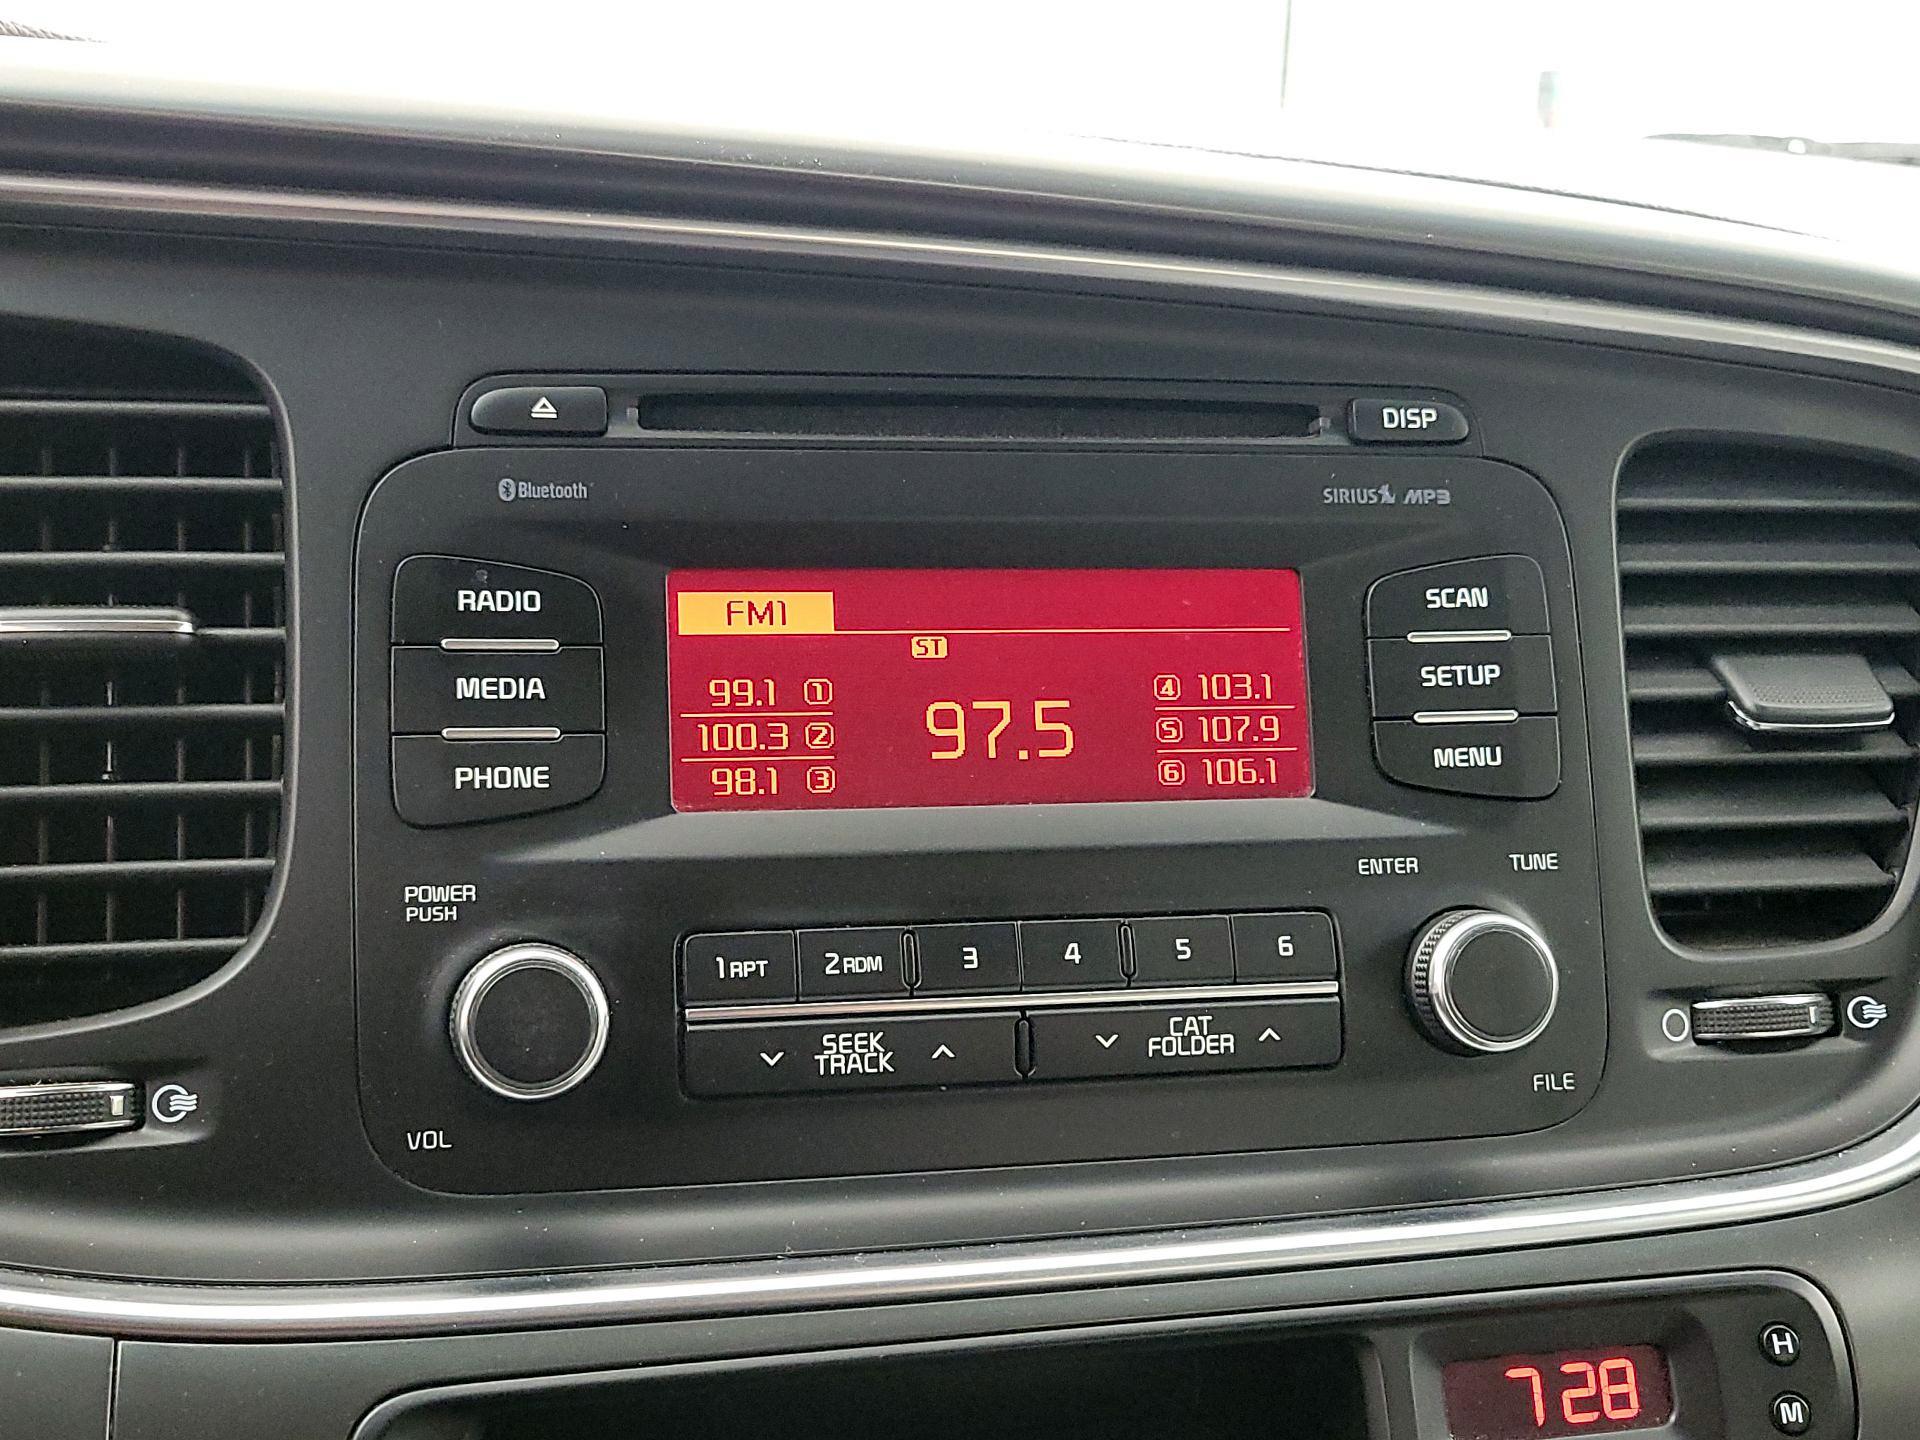 DISP
Bluetooth
SIRIUS MP3
RADIO
MEDIA
PHONE
FM1
ST
99.1 1
100.3 2
98.1 3
97.5
4 103.1
5 107.9
6 106.1
SCAN
SETUP
MENU
POWER
PUSH
VOL
1 RPT
2 RDM
3
4
5
6
SEEK
TRACK
CAT
FOLDER
ENTER
TUNE
FILE
7 28
H
M